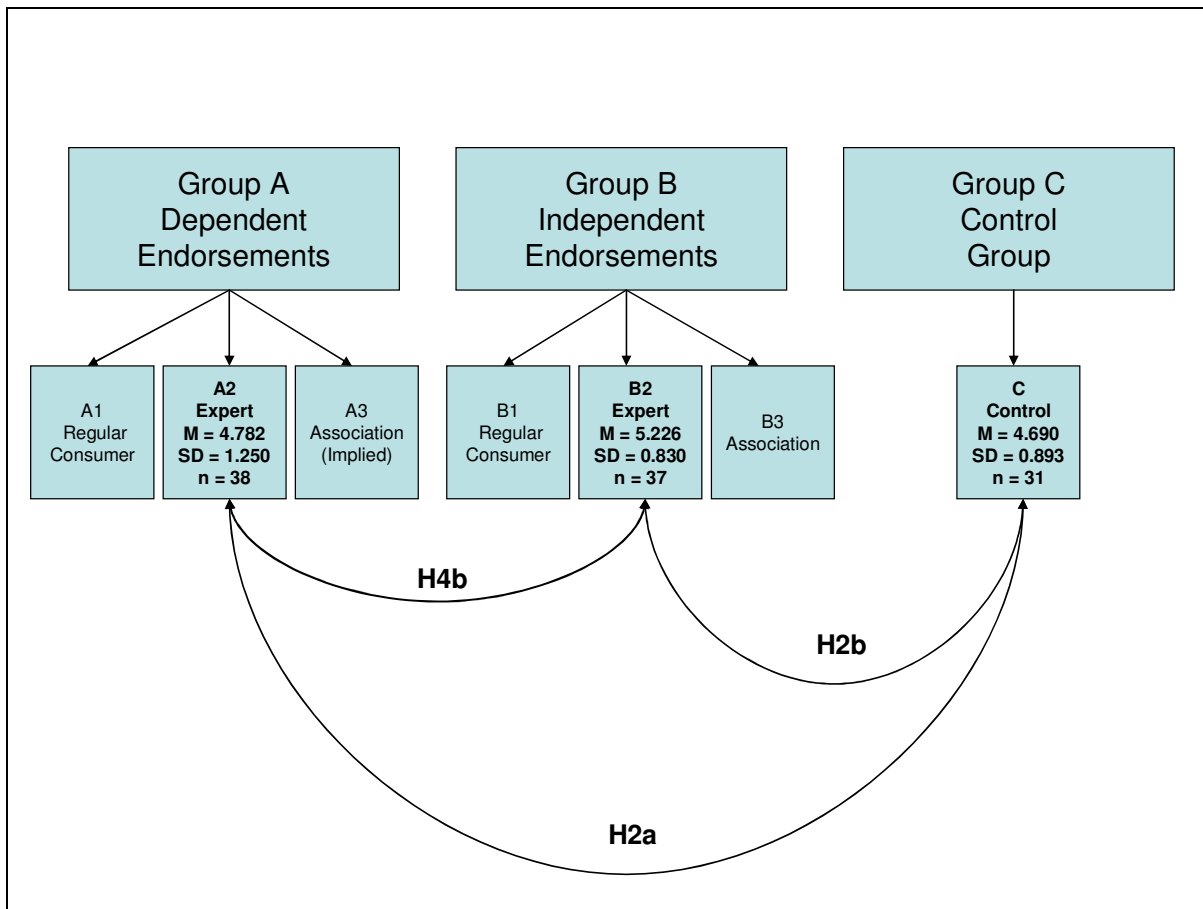 Group A
Dependent
Endorsements
Group B
Independent
Endorsements
Group C
Control
Group
A1
Regular
Consumer
A2
Expert
M = 4.782
SD = 1.250
n = 38
A3
Association
(Implied)
B1
Regular
Consumer
B2
Expert
M = 5.226
SD = 0.830
n = 37
B3
Association
C
Control
M = 4.690
SD = 0.893
n = 31
H4b
H2b
H2a